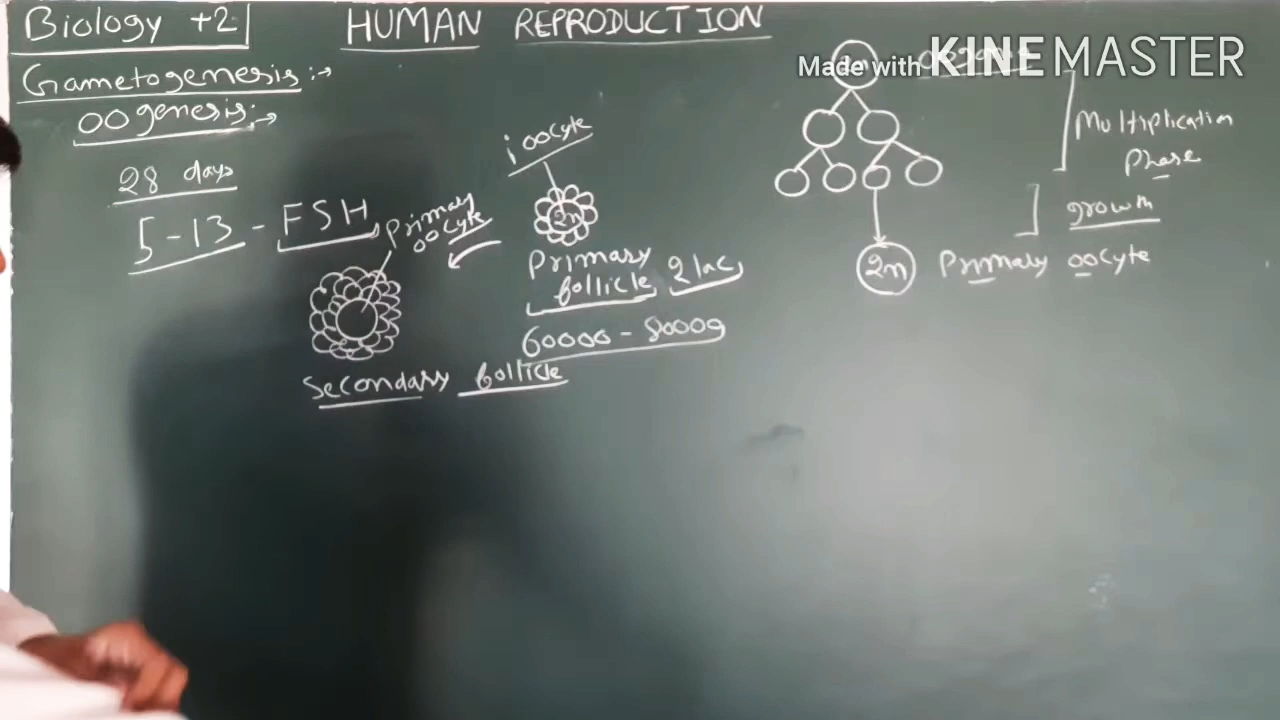 Biology +2
HUMAN REPRODUCTION
Gametogenesis :→
OOgenesis :→
28 days
5-13 - FSH
Primary
oocyte
Secondary follicle
i oocyte
2n
Primary
follicle 2 lac
60000 - 80000
Made with KINEMASTER
Multiplication
Phase
growth
2n Primary oocyte